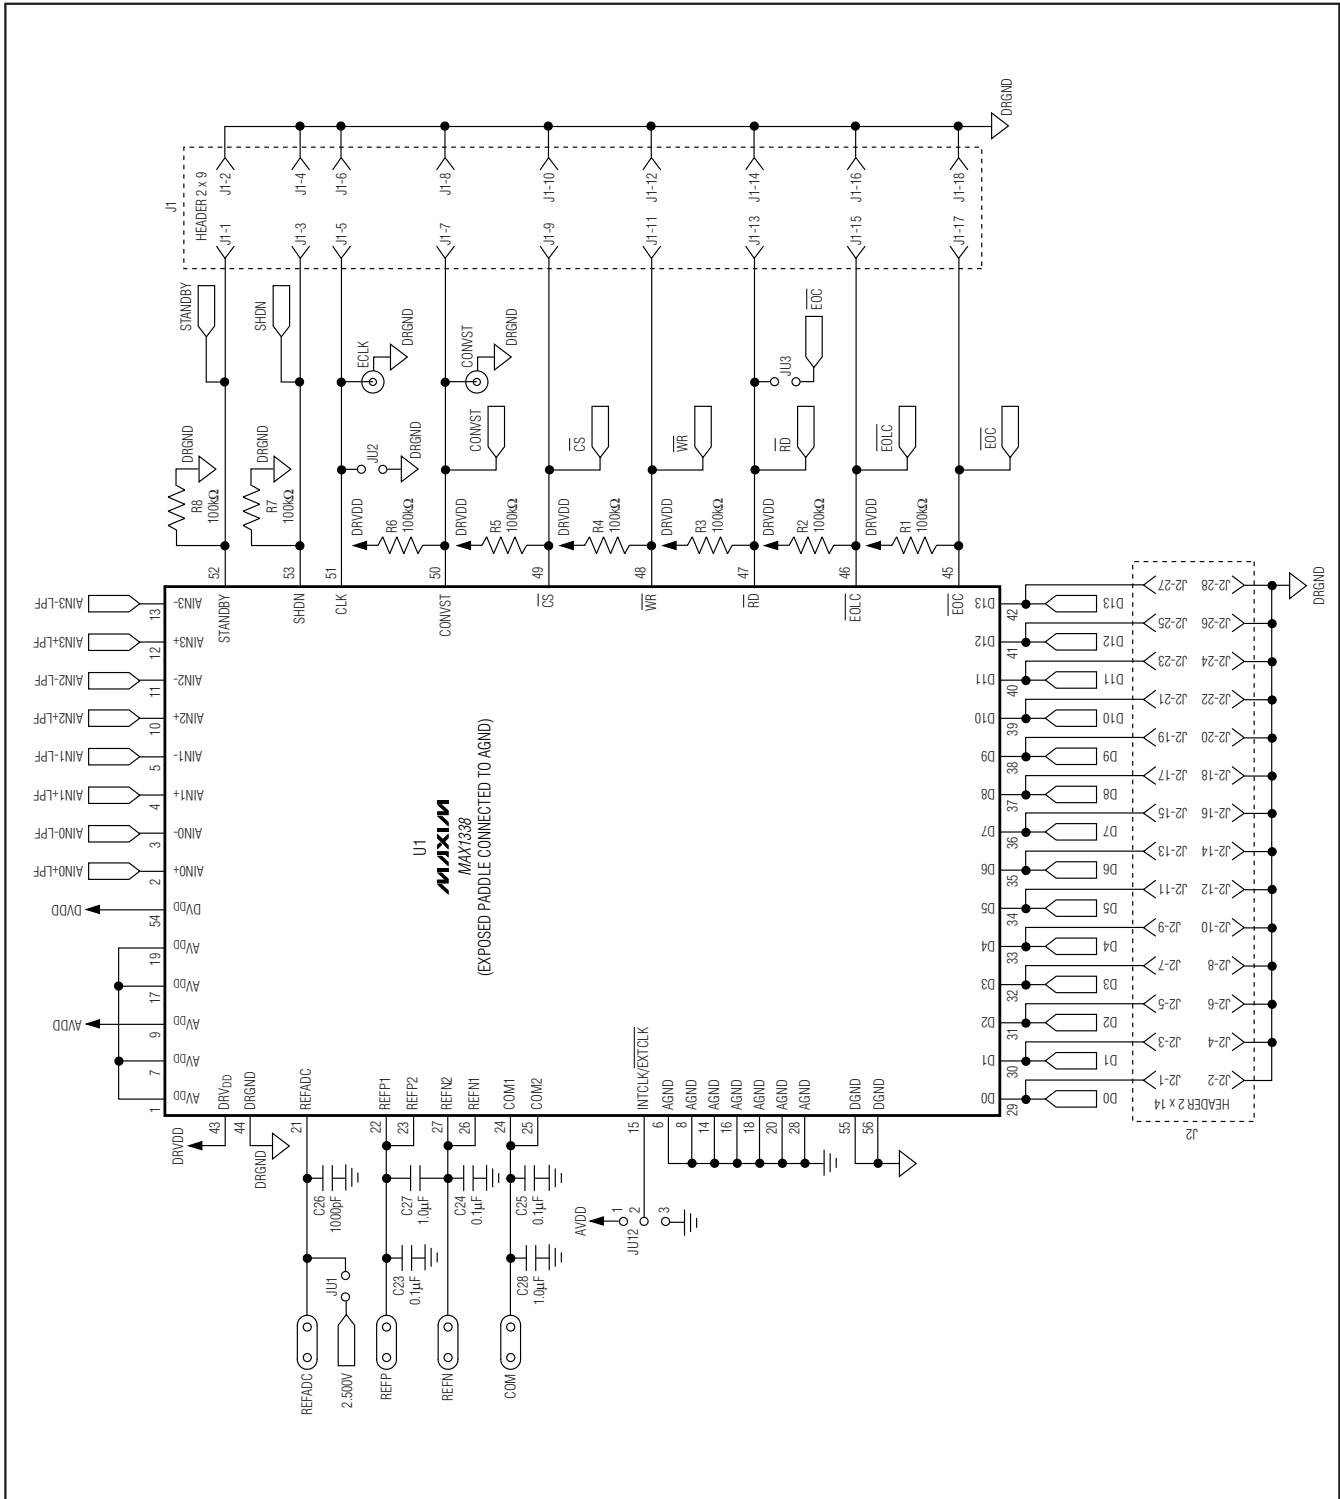 J1
HEADER 2 x 9
J1-1 J1-2
J1-3 J1-4
J1-5 J1-6
J1-7 J1-8
J1-9 J1-10
J1-11 J1-12
J1-13 J1-14
J1-15 J1-16
J1-17 J1-18
DRGND
STANDBY
SHDN
ECLK
DRGND
CONVST
DRGND
JU3
EOC
R8
100kΩ
DRGND
R7
100kΩ
DRGND
JU2
DRGND
CONVST
CS
WR
RD
EOLC
EOC
DRVDD
R6
100kΩ
DRVDD
R5
100kΩ
DRVDD
R4
100kΩ
DRVDD
R3
100kΩ
DRVDD
R2
100kΩ
DRVDD
R1
100kΩ
52
STANDBY
53
SHDN
51
CLK
50
CONVST
49
CS
48
WR
47
RD
46
EOLC
45
EOC
AIN3-LPF
13
AIN3-
AIN3+LPF
12
AIN3+
AIN2-LPF
11
AIN2-
AIN2+LPF
10
AIN2+
AIN1-LPF
5
AIN1-
AIN1+LPF
4
AIN1+
AIN0-LPF
3
AIN0-
AIN0+LPF
2
AIN0+
DVDD
54
DVDD
19
AVDD
17
AVDD
AVDD
9
AVDD
7
AVDD
1
AVDD
U1
MAXIM
MAX1338
(EXPOSED PADDLE CONNECTED TO AGND)
D13
42
D13
J2-27
J2-28
D12
41
D12
J2-25
J2-26
D11
40
D11
J2-23
J2-24
D10
39
D10
J2-21
J2-22
D9
38
D9
J2-19
J2-20
D8
37
D8
J2-17
J2-18
D7
36
D7
J2-15
J2-16
D6
35
D6
J2-13
J2-14
D5
34
D5
J2-11
J2-12
D4
33
D4
J2-9
J2-10
D3
32
D3
J2-7
J2-8
D2
31
D2
J2-5
J2-6
D1
30
D1
J2-3
J2-4
D0
29
D0
J2-1
J2-2
HEADER 2 x 14
J2
DRGND
DRVDD
43
DRVDD
DRGND
44
DRGND
21
REFADC
22
REFP1
23
REFP2
27
REFN2
26
REFN1
24
COM1
25
COM2
15
INTCLK/EXTCLK
6
AGND
8
AGND
14
AGND
16
AGND
18
AGND
20
AGND
28
AGND
55
DGND
56
DGND
C26
1000pF
C27
1.0µF
C24
0.1µF
C25
0.1µF
C23
0.1µF
C28
1.0µF
JU1
REFADC
2.500V
REFP
REFN
COM
AVDD
JU12
1
2
3